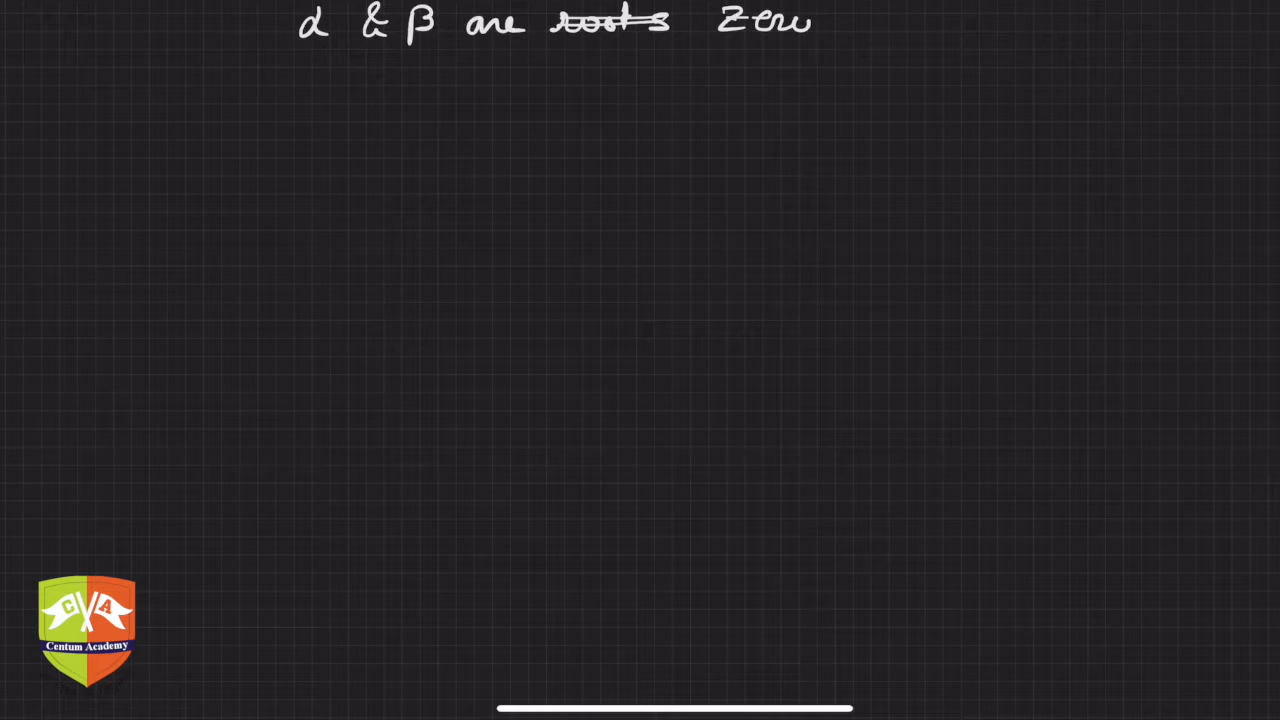 α & β are roots Zero
C A
Centum Academy